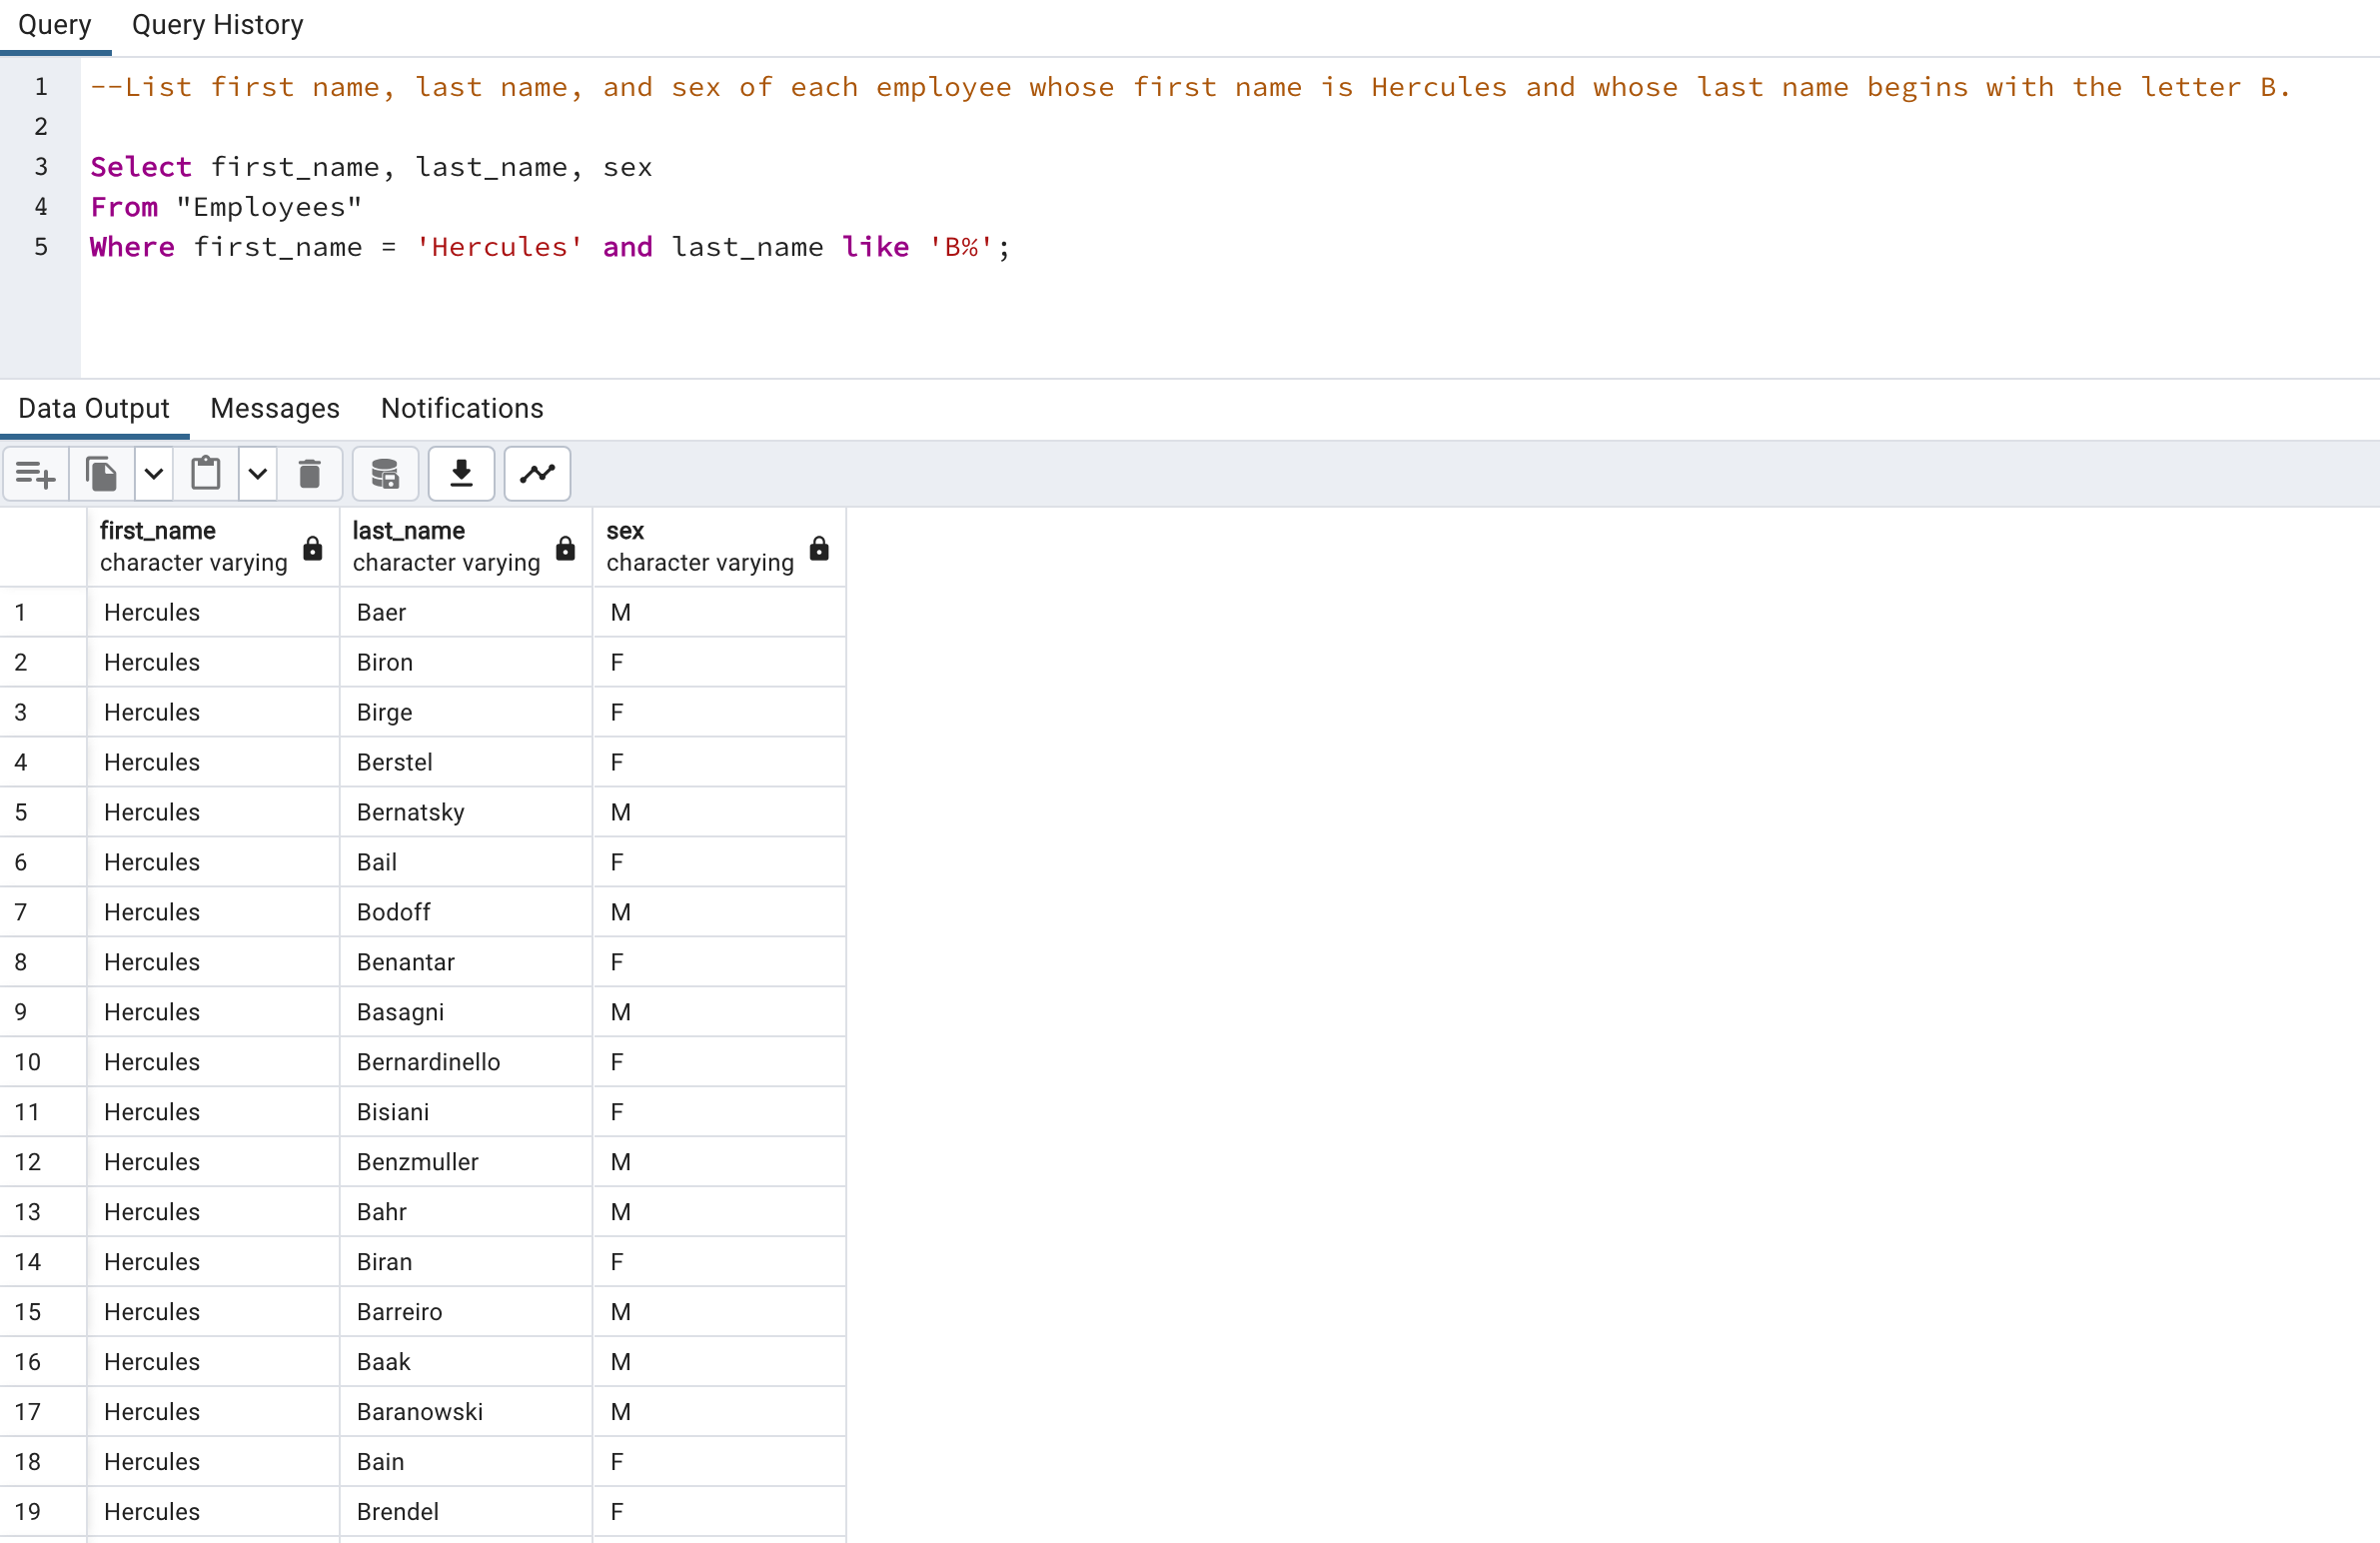 Query Query History
1 --List first name, last name, and sex of each employee whose first name is Hercules and whose last name begins with the letter B.
2
3 Select first_name, last_name, sex
4 From "Employees"
5 Where first_name = 'Hercules' and last_name like 'B%';
Data Output Messages Notifications
first_name last_name sex
character varying character varying character varying
1 Hercules Baer M
2 Hercules Biron F
3 Hercules Birge F
4 Hercules Berstel F
5 Hercules Bernatsky M
6 Hercules Bail F
7 Hercules Bodoff M
8 Hercules Benantar F
9 Hercules Basagni M
10 Hercules Bernardinello F
11 Hercules Bisiani F
12 Hercules Benzmuller M
13 Hercules Bahr M
14 Hercules Biran F
15 Hercules Barreiro M
16 Hercules Baak M
17 Hercules Baranowski M
18 Hercules Bain F
19 Hercules Brendel F